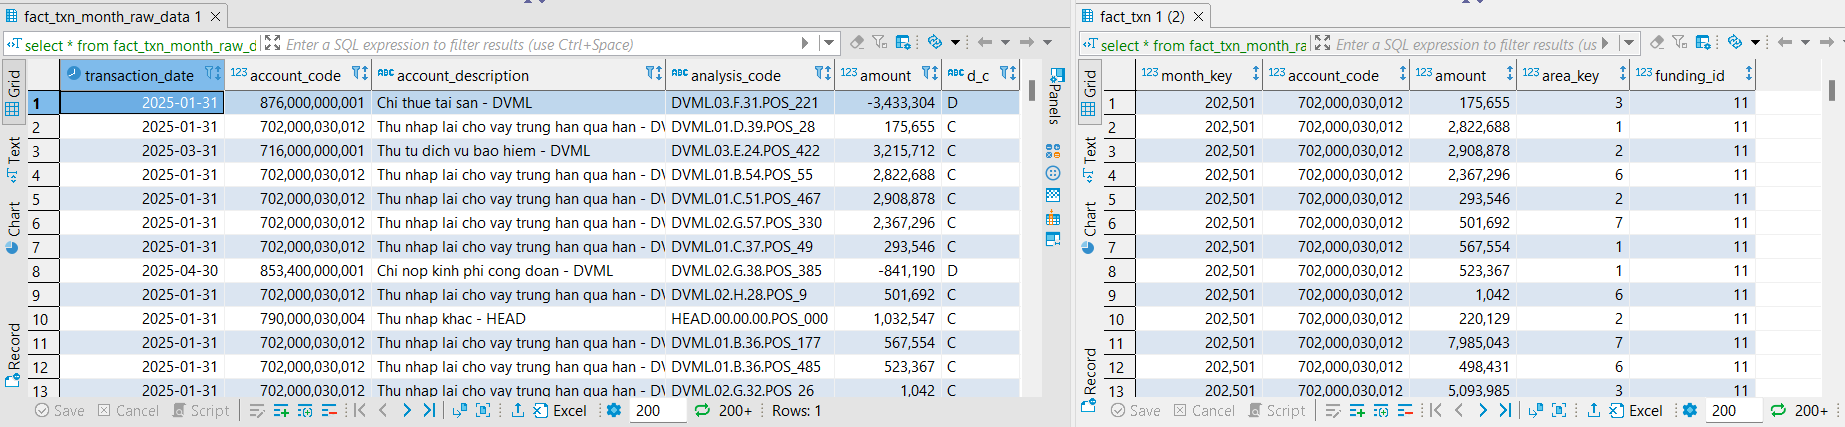 fact_txn_month_raw_data 1
select * from fact_txn_month_raw_d Enter a SQL expression to filter results (use Ctrl+Space)
Grid
Text
Chart
Record
transaction_date 123 account_code ABC account_description ABC analysis_code 123 amount ABC d_c
1 2025-01-31 876,000,000,001 Chi thue tai san - DVML DVML.03.F.31.POS_221 -3,433,304 D
2 2025-01-31 702,000,030,012 Thu nhap lai cho vay trung han qua han - DV DVML.01.D.39.POS_28 175,655 C
3 2025-03-31 716,000,000,001 Thu tu dich vu bao hiem - DVML DVML.03.E.24.POS_422 3,215,712 C
4 2025-01-31 702,000,030,012 Thu nhap lai cho vay trung han qua han - DV DVML.01.B.54.POS_55 2,822,688 C
5 2025-01-31 702,000,030,012 Thu nhap lai cho vay trung han qua han - DV DVML.01.C.51.POS_467 2,908,878 C
6 2025-01-31 702,000,030,012 Thu nhap lai cho vay trung han qua han - DV DVML.02.G.57.POS_330 2,367,296 C
7 2025-01-31 702,000,030,012 Thu nhap lai cho vay trung han qua han - DV DVML.01.C.37.POS_49 293,546 C
8 2025-04-30 853,400,000,001 Chi nop kinh phi cong doan - DVML DVML.02.G.38.POS_385 -841,190 D
9 2025-01-31 702,000,030,012 Thu nhap lai cho vay trung han qua han - DV DVML.02.H.28.POS_9 501,692 C
10 2025-01-31 790,000,030,004 Thu nhap khac - HEAD HEAD.00.00.00.POS_000 1,032,547 C
11 2025-01-31 702,000,030,012 Thu nhap lai cho vay trung han qua han - DV DVML.01.B.36.POS_177 567,554 C
12 2025-01-31 702,000,030,012 Thu nhap lai cho vay trung han qua han - DV DVML.01.B.36.POS_485 523,367 C
13 2025-01-31 702,000,030,012 Thu nhap lai cho vay trung han qua han - DV DVML.02.G.32.POS_26 1,042 C
Save Cancel Script Excel 200 200+ Rows: 1
Panels
fact_txn 1 (2)
select * from fact_txn_month_ra Enter a SQL expression to filter results (us
Grid
Text
Chart
Record
123 month_key 123 account_code 123 amount 123 area_key 123 funding_id
1 202,501 702,000,030,012 175,655 3 11
2 202,501 702,000,030,012 2,822,688 1 11
3 202,501 702,000,030,012 2,908,878 2 11
4 202,501 702,000,030,012 2,367,296 6 11
5 202,501 702,000,030,012 293,546 2 11
6 202,501 702,000,030,012 501,692 7 11
7 202,501 702,000,030,012 567,554 1 11
8 202,501 702,000,030,012 523,367 1 11
9 202,501 702,000,030,012 1,042 6 11
10 202,501 702,000,030,012 220,129 2 11
11 202,501 702,000,030,012 7,985,043 7 11
12 202,501 702,000,030,012 498,431 6 11
13 202,501 702,000,030,012 5,093,985 3 11
Save Cancel Script Excel 200 200+